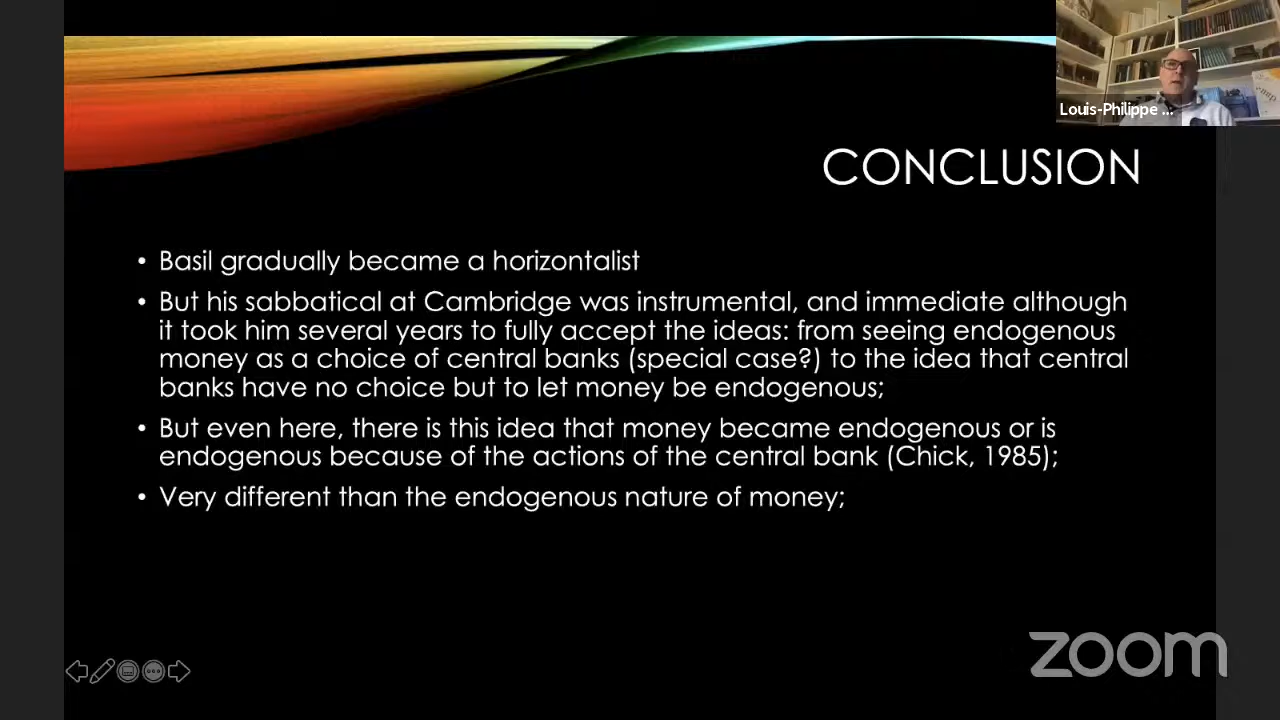 Louis-Philippe ...
CONCLUSION
• Basil gradually became a horizontalist
• But his sabbatical at Cambridge was instrumental, and immediate although
it took him several years to fully accept the ideas: from seeing endogenous
money as a choice of central banks (special case?) to the idea that central
banks have no choice but to let money be endogenous;
• But even here, there is this idea that money became endogenous or is
endogenous because of the actions of the central bank (Chick, 1985);
• Very different than the endogenous nature of money;
zoom